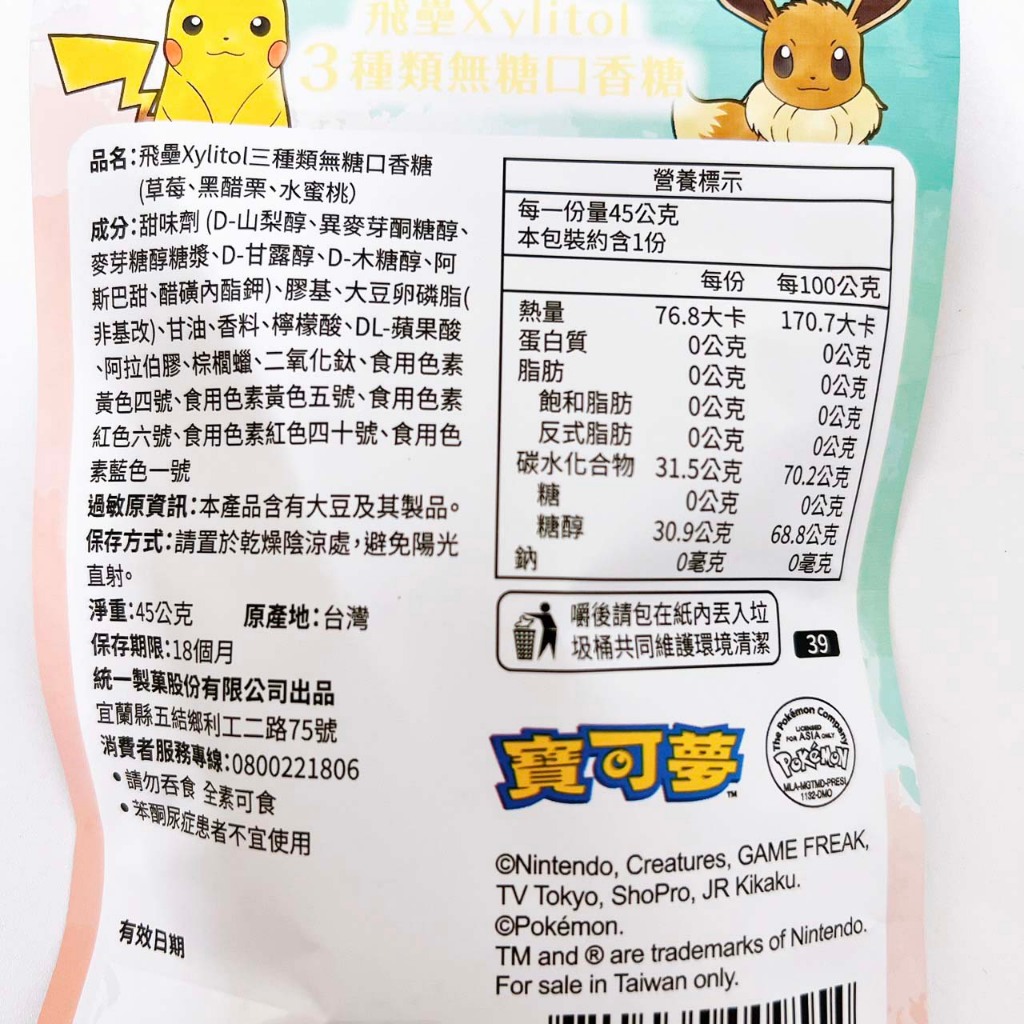 飛壘Xylitol
3種類無糖口香糖
品名:飛壘Xylitol三種類無糖口香糖
(草莓、黑醋栗、水蜜桃)
成分:甜味劑 (D-山梨醇、異麥芽酮糖醇、
麥芽糖醇糖漿、D-甘露醇、D-木糖醇、阿
斯巴甜、醋磺內酯鉀)、膠基、大豆卵磷脂(
非基改)、甘油、香料、檸檬酸、DL-蘋果酸
、阿拉伯膠、棕櫚蠟、二氧化鈦、食用色素
黃色四號、食用色素黃色五號、食用色素
紅色六號、食用色素紅色四十號、食用色
素藍色一號
過敏原資訊:本產品含有大豆及其製品。
保存方式:請置於乾燥陰涼處,避免陽光
直射。
淨重:45公克 原產地:台灣
保存期限:18個月
統一製菓股份有限公司出品
宜蘭縣五結鄉利工二路75號
消費者服務專線:0800221806
•請勿吞食 全素可食
•苯酮尿症患者不宜使用
有效日期
營養標示
每一份量45公克
本包裝約含1份
每份 每100公克
熱量 76.8大卡 170.7大卡
蛋白質 0公克 0公克
脂肪 0公克 0公克
飽和脂肪 0公克 0公克
反式脂肪 0公克 0公克
碳水化合物 31.5公克 70.2公克
糖 0公克 0公克
糖醇 30.9公克 68.8公克
鈉 0毫克 0毫克
嚼後請包在紙內丟入垃
圾桶共同維護環境清潔
39
寶可夢
TM
The Pokémon Company
LICENSED
FOR ASIA ONLY
POKéMON
MLA-MGTMD-PRESI
1132-DMO
©Nintendo, Creatures, GAME FREAK,
TV Tokyo, ShoPro, JR Kikaku.
©Pokémon.
TM and ® are trademarks of Nintendo.
For sale in Taiwan only.